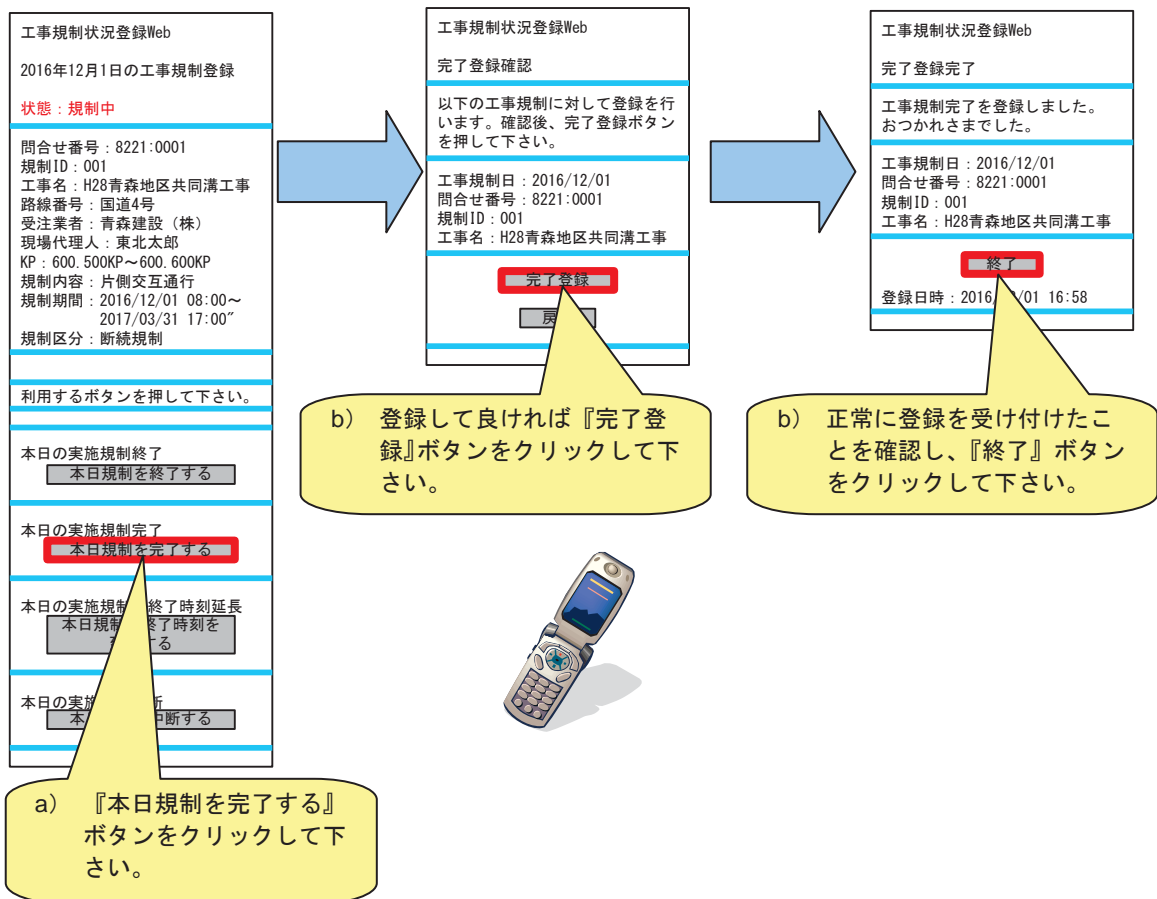 工事規制状況登録Web
2016年12月1日の工事規制登録
状態：規制中
問合せ番号：8221:0001
規制ID：001
工事名：H28青森地区共同溝工事
路線番号：国道4号
受注業者：青森建設（株）
現場代理人：東北太郎
KP：600.500KP～600.600KP
規制内容：片側交互通行
規制期間：2016/12/01 08:00～
2017/03/31 17:00″
規制区分：断続規制
利用するボタンを押して下さい。
本日の実施規制終了
本日規制を終了する
本日の実施規制完了
本日規制を完了する
本日の実施規制 終了時刻延長
本日規制 終了時刻を
する
本日の実施 断
本 中断する
a) 『本日規制を完了する』
ボタンをクリックして下
さい。
工事規制状況登録Web
完了登録確認
以下の工事規制に対して登録を行
います。確認後、完了登録ボタン
を押して下さい。
工事規制日：2016/12/01
問合せ番号：8221:0001
規制ID：001
工事名：H28青森地区共同溝工事
完了登録
戻
b) 登録して良ければ『完了登
録』ボタンをクリックして下
さい。
工事規制状況登録Web
完了登録完了
工事規制完了を登録しました。
おつかれさまでした。
工事規制日：2016/12/01
問合せ番号：8221:0001
規制ID：001
工事名：H28青森地区共同溝工事
終了
登録日時：2016/ /01 16:58
b) 正常に登録を受け付けたこ
とを確認し、『終了』ボタン
をクリックして下さい。